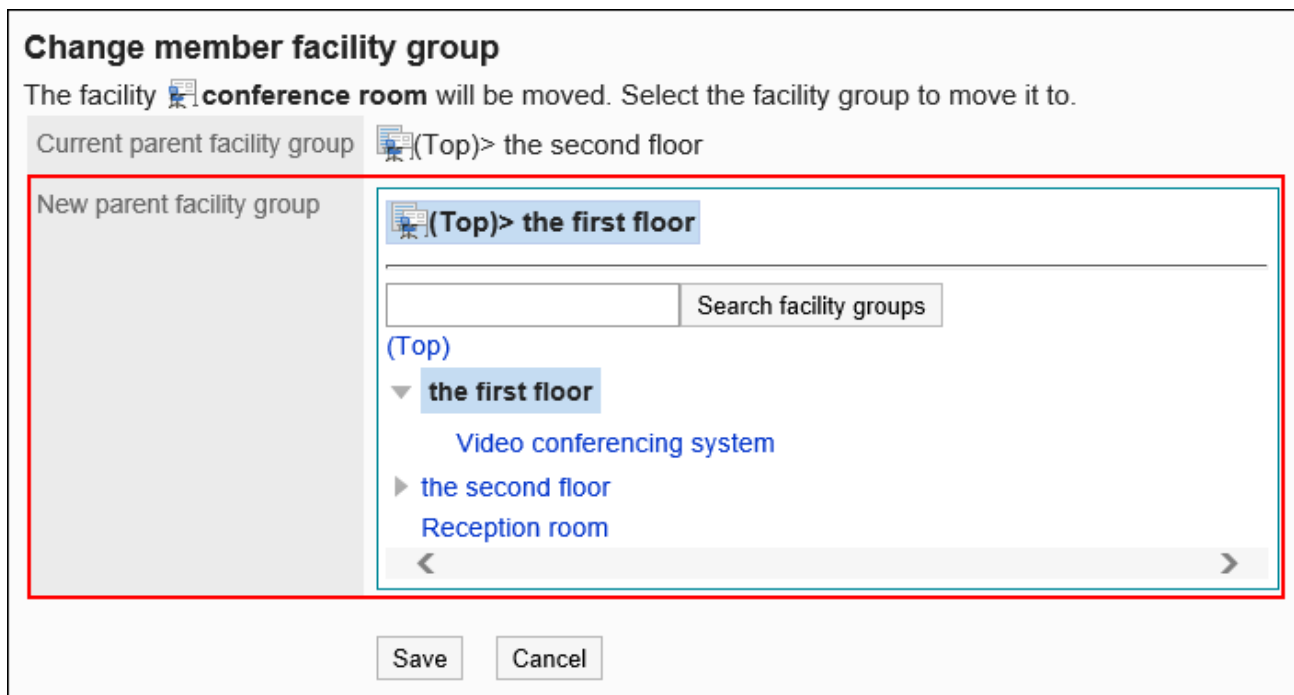 Change member facility group
The facility conference room will be moved. Select the facility group to move it to.
Current parent facility group (Top)> the second floor
New parent facility group
(Top)> the first floor
Search facility groups
(Top)
the first floor
Video conferencing system
the second floor
Reception room
Save Cancel